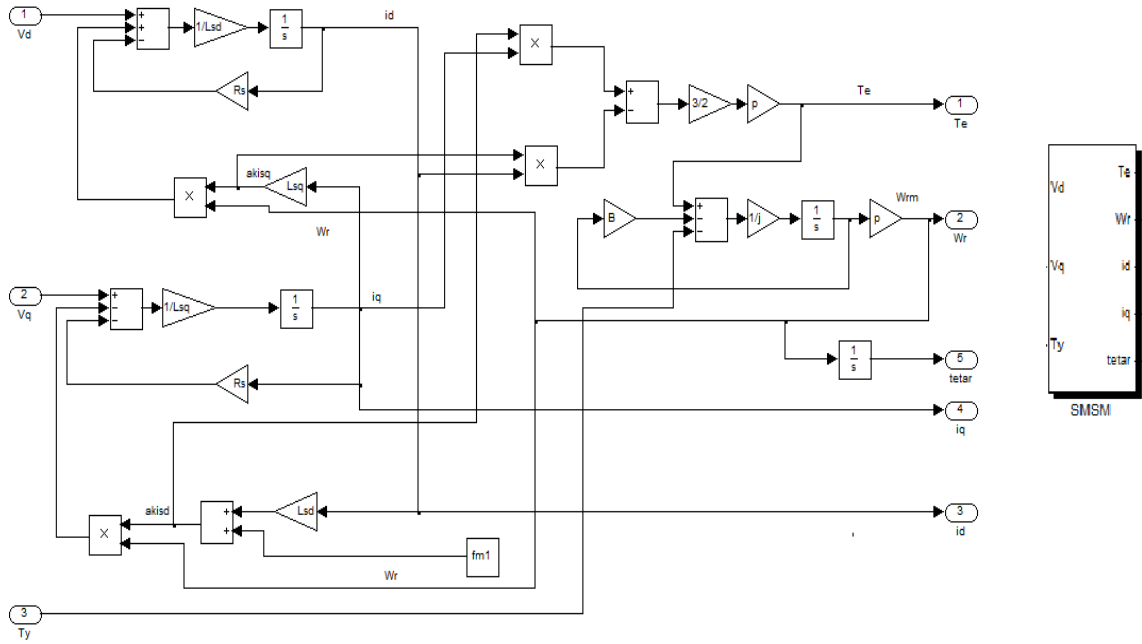 1
Vd
+
+
−
1/Lsd
1
s
id
Rs
akisq
Lsq
X
Wr
2
Vq
+
−
−
1/Lsq
1
s
iq
Rs
X
X
+
−
3/2
p
Te
1
Te
B
+
−
−
1/j
1
s
p
Wrm
2
Wr
1
s
5
tetar
4
iq
akisd
X
+
+
Lsd
fm1
Wr
3
id
3
Ty
Vd
Vq
Ty
Te
Wr
id
iq
tetar
SMSM